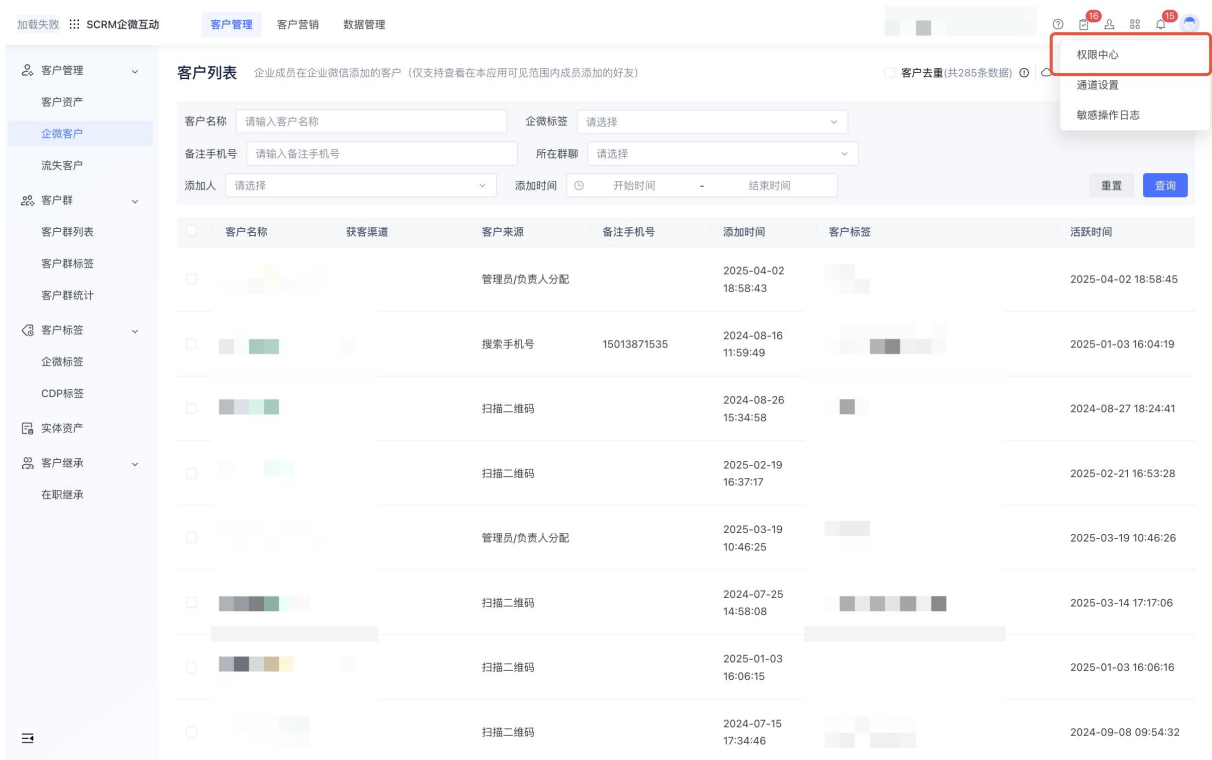 加载失败 SCRM企微互动 客户管理 客户营销 数据管理 16 15
权限中心
通道设置
敏感操作日志
客户管理
客户资产
企微客户
流失客户
客户群
客户群列表
客户群标签
客户群统计
客户标签
企微标签
CDP标签
实体资产
客户继承
在职继承
客户列表 企业成员在企业微信添加的客户（仅支持查看在本应用可见范围内成员添加的好友） 客户去重(共285条数据)
客户名称 请输入客户名称 企微标签 请选择
备注手机号 请输入备注手机号 所在群聊 请选择
添加人 请选择 添加时间 开始时间 - 结束时间 重置 查询
客户名称 获客渠道 客户来源 备注手机号 添加时间 客户标签 活跃时间
管理员/负责人分配 2025-04-02 18:58:43 2025-04-02 18:58:45
搜索手机号 15013871535 2024-08-16 11:59:49 2025-01-03 16:04:19
扫描二维码 2024-08-26 15:34:58 2024-08-27 18:24:41
扫描二维码 2025-02-19 16:37:17 2025-02-21 16:53:28
管理员/负责人分配 2025-03-19 10:46:25 2025-03-19 10:46:26
扫描二维码 2024-07-25 14:58:08 2025-03-14 17:17:06
扫描二维码 2025-01-03 16:06:15 2025-01-03 16:06:16
扫描二维码 2024-07-15 17:34:46 2024-09-08 09:54:32